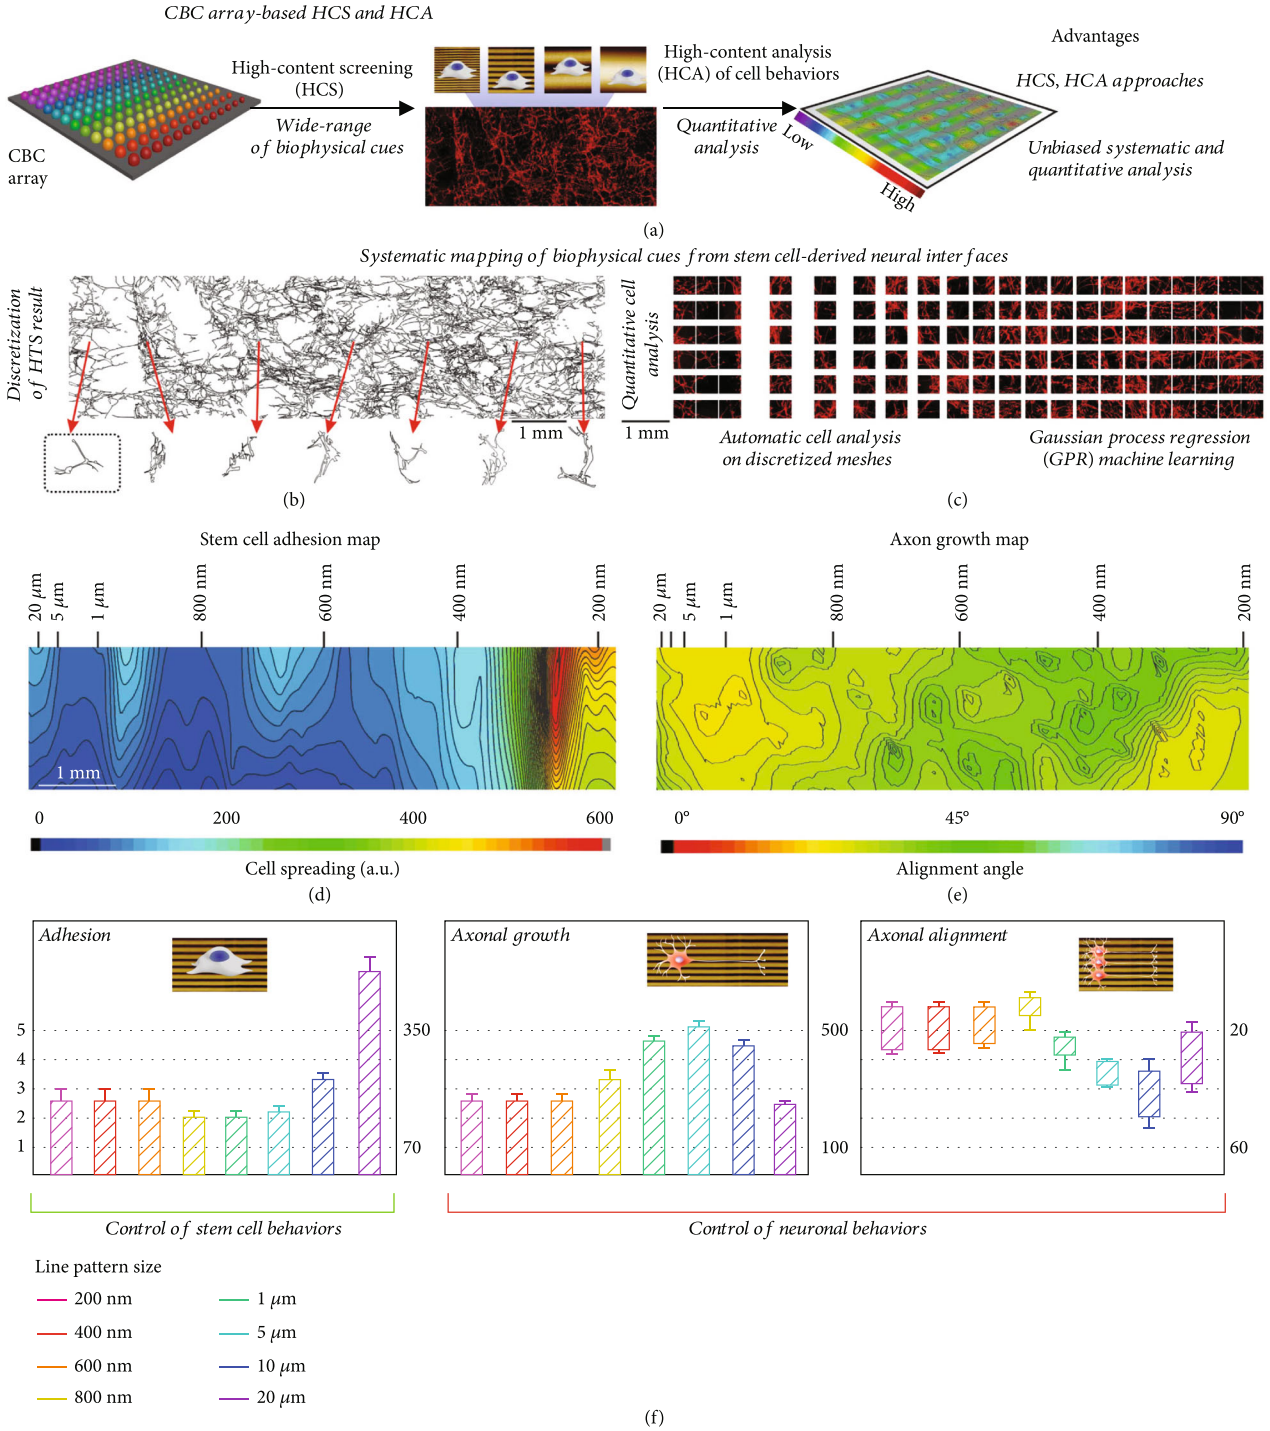 CBC array-based HCS and HCA
CBC
array
High-content screening
(HCS)
Wide-range
of biophysical cues
High-content analysis
(HCA) of cell behaviors
Quantitative
analysis
Low
High
Advantages
HCS, HCA approaches
Unbiased systematic and
quantitative analysis
(a)
Systematic mapping of biophysical cues from stem cell-derived neural interfaces
Discretization
of HTS result
1 mm
(b)
Quantitative cell
analysis
1 mm
Automatic cell analysis
on discretized meshes
Gaussian process regression
(GPR) machine learning
(c)
Stem cell adhesion map
20 μm
5 μm
1 μm
800 nm
600 nm
400 nm
200 nm
1 mm
0
200
400
600
Cell spreading (a.u.)
(d)
Axon growth map
20 μm
5 μm
1 μm
800 nm
600 nm
400 nm
200 nm
0°
45°
90°
Alignment angle
(e)
Adhesion
5
4
3
2
1
Axonal growth
350
70
Axonal alignment
500
100
20
60
Control of stem cell behaviors
Control of neuronal behaviors
Line pattern size
200 nm
400 nm
600 nm
800 nm
1 μm
5 μm
10 μm
20 μm
(f)